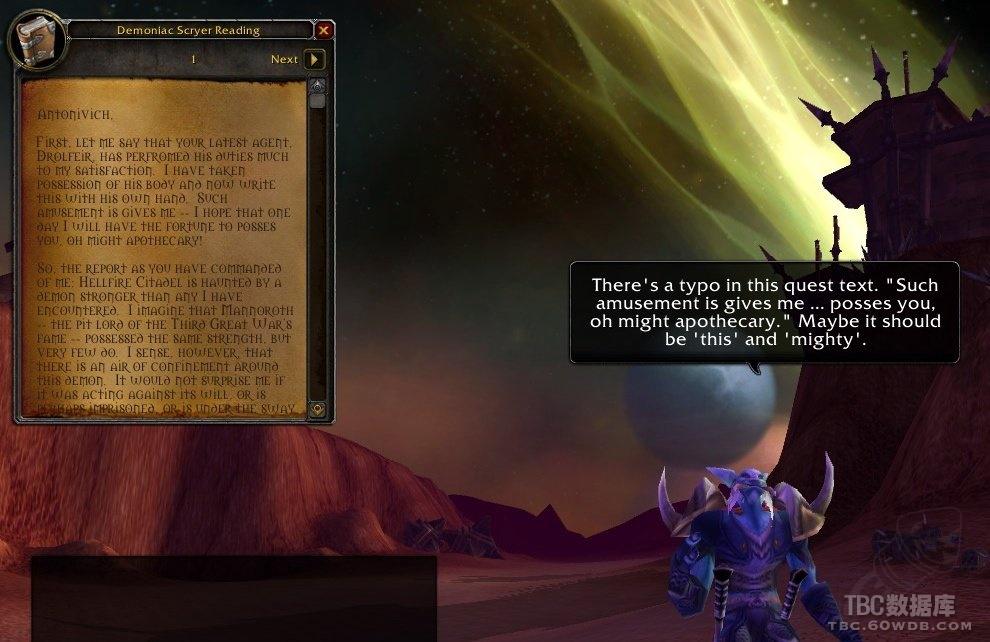 Demoniac Scryer Reading
1
Next
Antonivich,
First, let me say that your latest agent,
Drolfeir, has perfromed his duties much
to my satisfaction. I have taken
possession of his body and now write
this with his own hand. Such
amusement is gives me -- I hope that one
day I will have the fortune to posses
you, oh might apothecary!
So, the report as you have commanded
of me: Hellfire Citadel is haunted by a
demon stronger than any I have
encountered. I imagine that Mannoroth
-- the pit lord of the Third Great War's
fame -- possessed the same strength, but
very few do. I sense, however, that
there is an air of confinement around
this demon. It would not surprise me if
it was acting against its will, or is
perhaps imprisoned, or is under the sway
There's a typo in this quest text. "Such
amusement is gives me ... posses you,
oh might apothecary." Maybe it should
be 'this' and 'mighty'.
TBC数据库
TBC.60WDB.COM